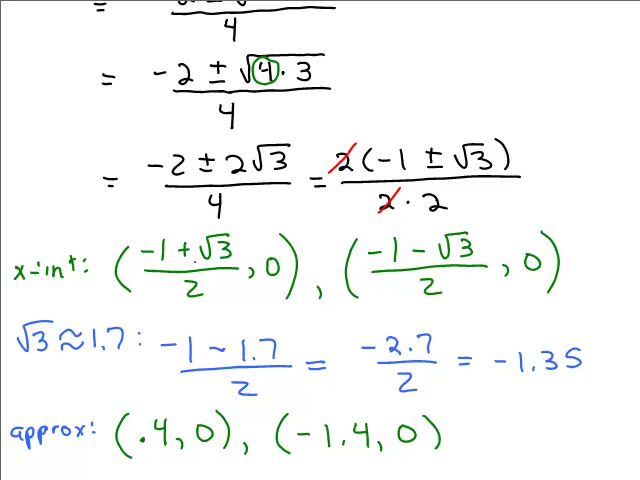 = 4
= -2 ± √4·3 / 4
= -2 ± 2√3 / 4 = 2(-1 ± √3) / 2·2
x-int: (-1 + √3 / 2, 0), (-1 - √3 / 2, 0)
√3 ≈ 1.7: -1 - 1.7 / 2 = -2.7 / 2 = -1.35
approx: (.4, 0), (-1.4, 0)